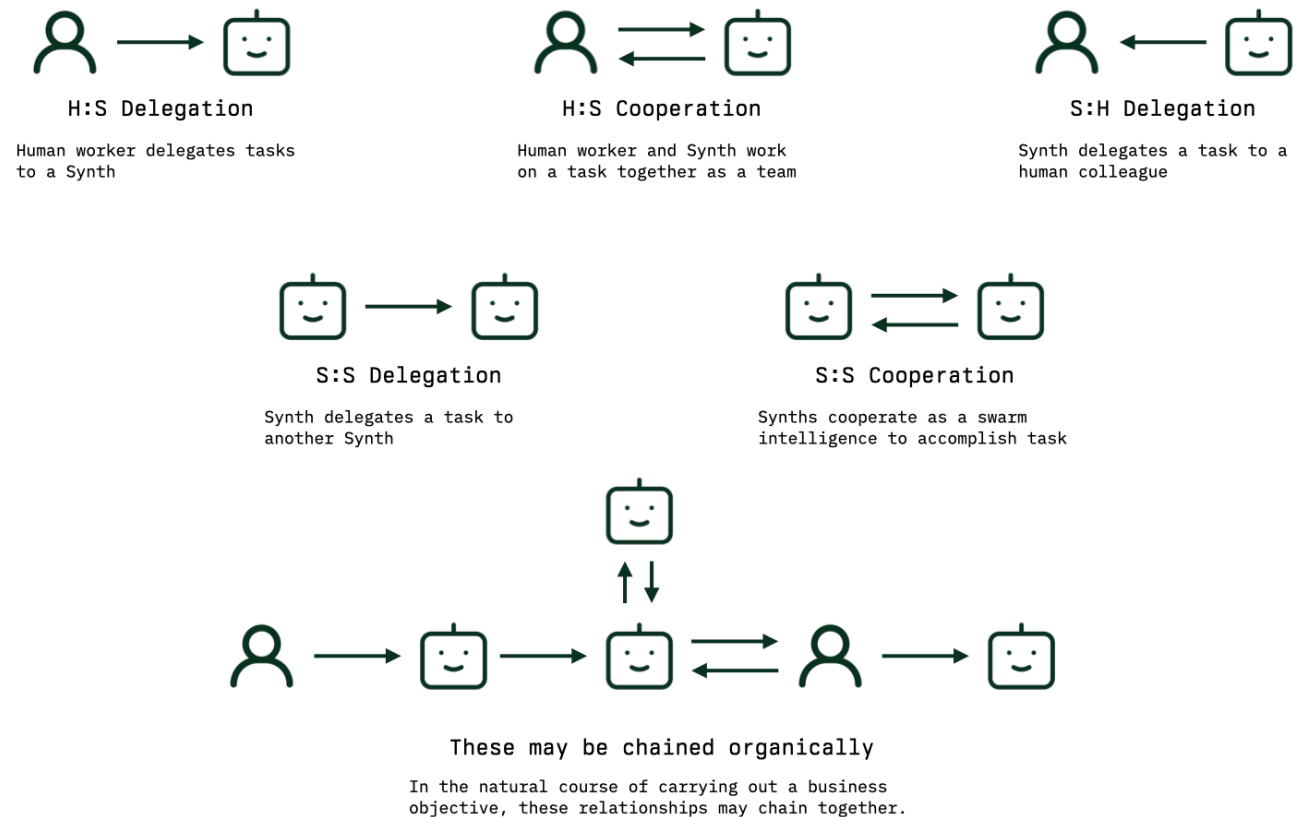 H:S Delegation
Human worker delegates tasks
to a Synth
H:S Cooperation
Human worker and Synth work
on a task together as a team
S:H Delegation
Synth delegates a task to a
human colleague
S:S Delegation
Synth delegates a task to
another Synth
S:S Cooperation
Synths cooperate as a swarm
intelligence to accomplish task
These may be chained organically
In the natural course of carrying out a business
objective, these relationships may chain together.